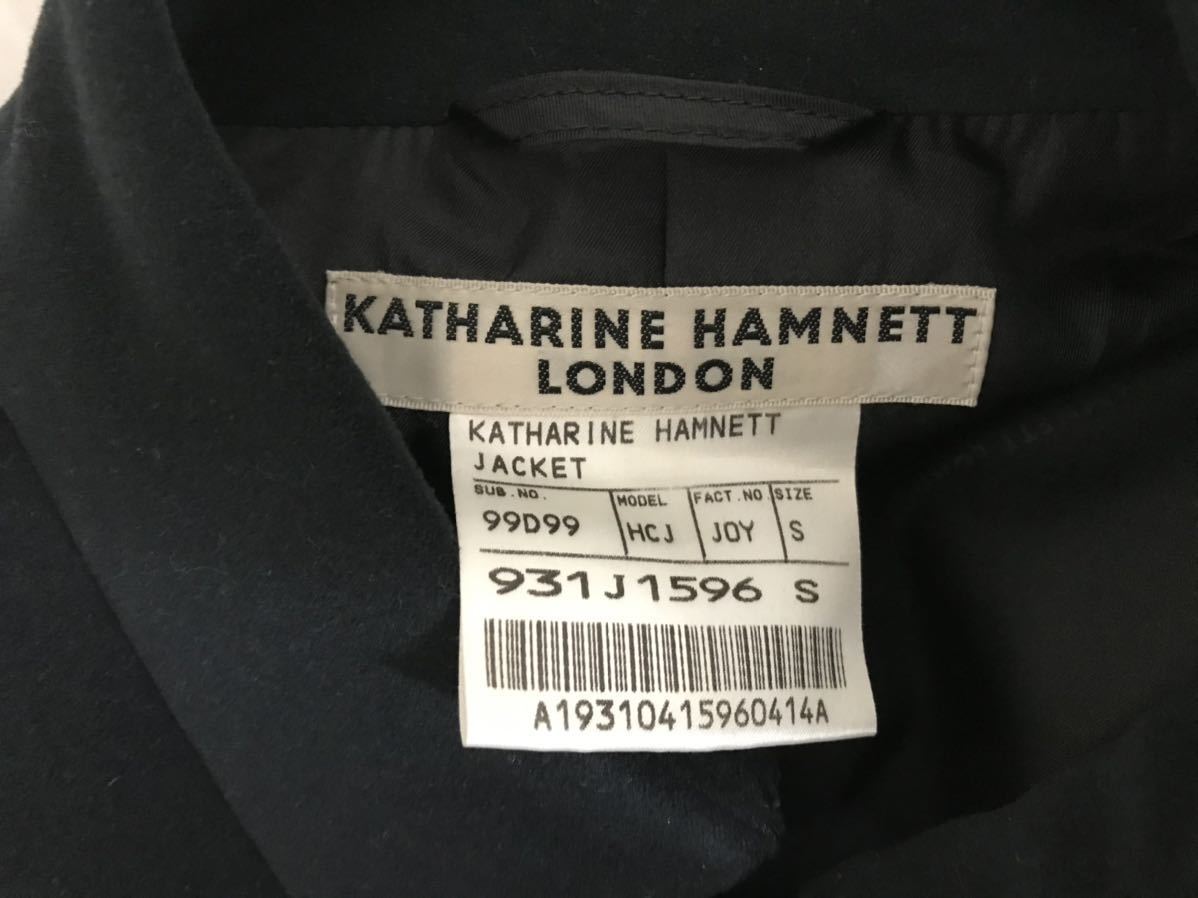 KATHARINE HAMNETT
LONDON
KATHARINE HAMNETT
JACKET
SUB.NO. MODEL FACT.NO. SIZE
99D99 HCJ JOY S
931J1596 S
A19310415960414A